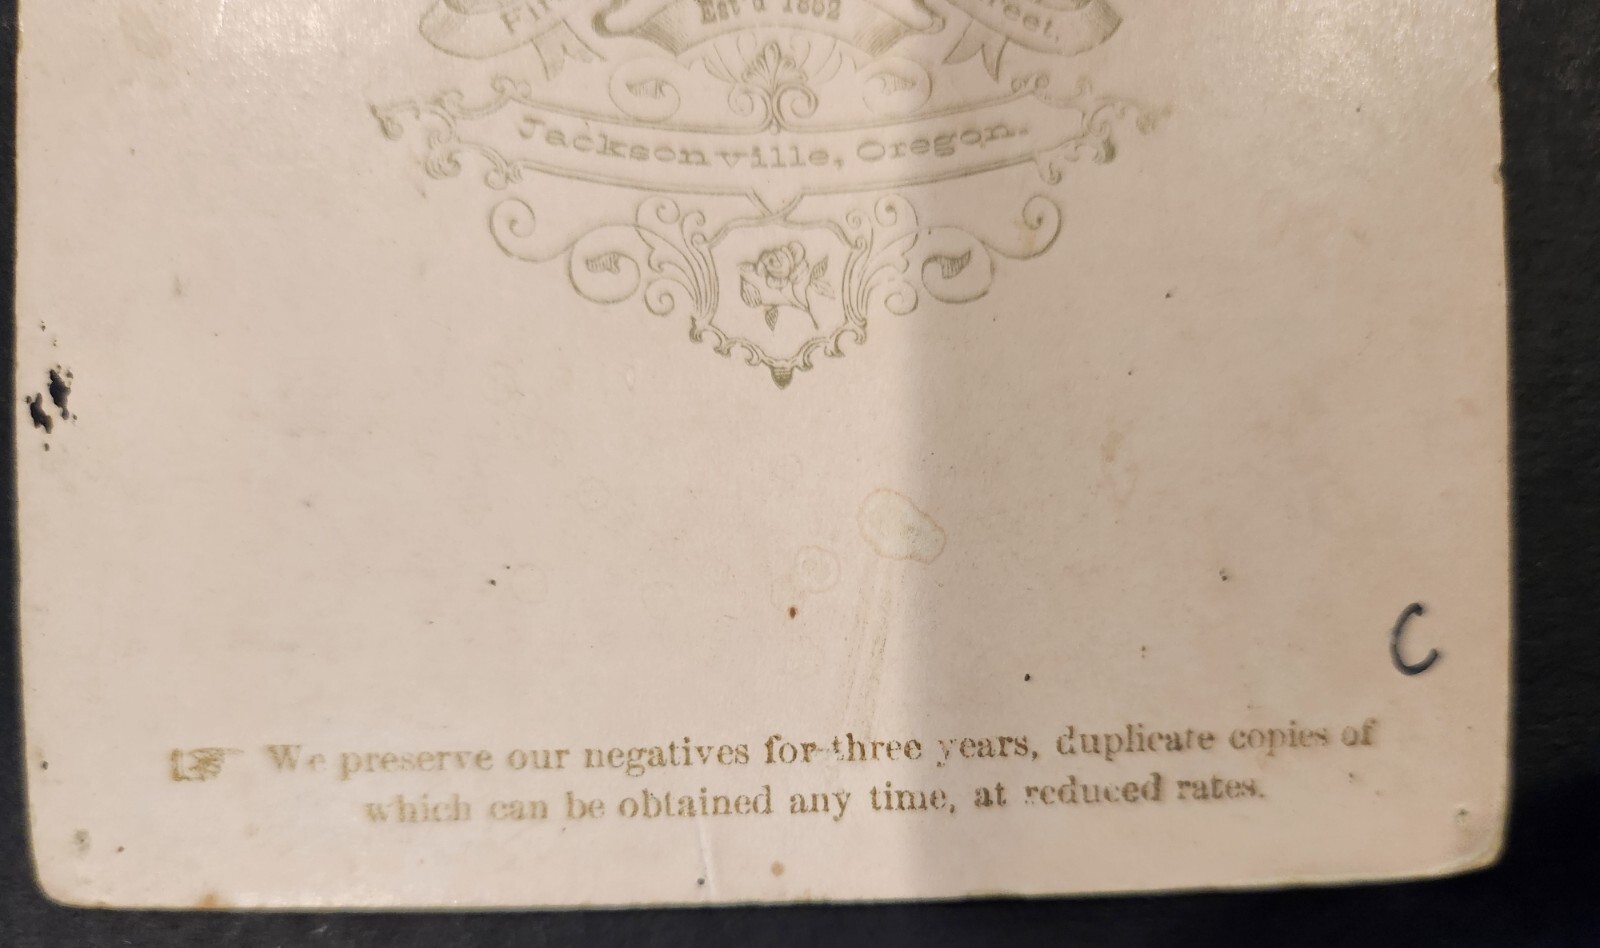 Est'd 1862
Jacksonville, Oregon.
☞ We preserve our negatives for three years, duplicate copies of
which can be obtained any time, at reduced rates.
C